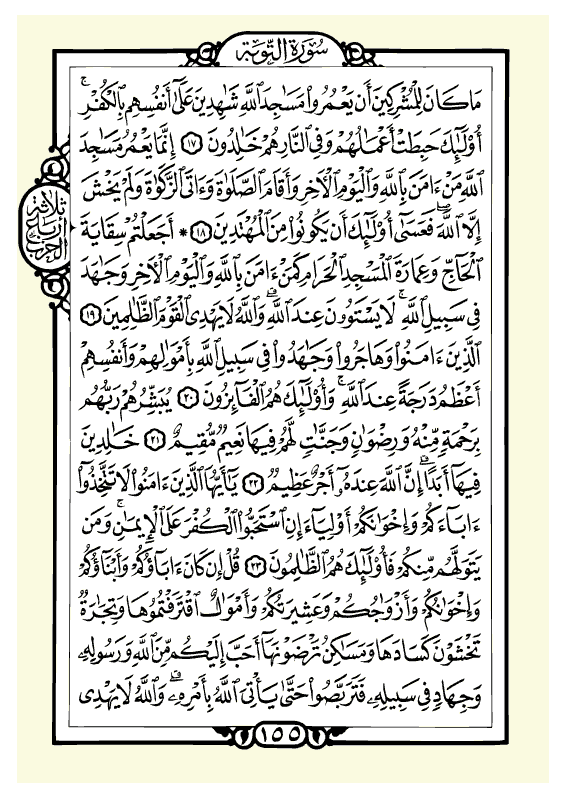 سورة التوبة
مَا كَانَ لِلْمُشْرِكِينَ أَن يَعْمُرُوا۟ مَسَٰجِدَ ٱللَّهِ شَٰهِدِينَ عَلَىٰٓ أَنفُسِهِم بِٱلْكُفْرِ ۚ
أُو۟لَٰٓئِكَ حَبِطَتْ أَعْمَٰلُهُمْ وَفِى ٱلنَّارِ هُمْ خَٰلِدُونَ ١٧ إِنَّمَا يَعْمُرُ مَسَٰجِدَ
ٱللَّهِ مَنْ ءَامَنَ بِٱللَّهِ وَٱلْيَوْمِ ٱلْءَاخِرِ وَأَقَامَ ٱلصَّلَوٰةَ وَءَاتَى ٱلزَّكَوٰةَ وَلَمْ يَخْشَ
إِلَّا ٱللَّهَ ۖ فَعَسَىٰٓ أُو۟لَٰٓئِكَ أَن يَكُونُوا۟ مِنَ ٱلْمُهْتَدِينَ ١٨ * أَجَعَلْتُمْ سِقَايَةَ
ٱلْحَآجِّ وَعِمَارَةَ ٱلْمَسْجِدِ ٱلْحَرَامِ كَمَنْ ءَامَنَ بِٱللَّهِ وَٱلْيَوْمِ ٱلْءَاخِرِ وَجَٰهَدَ
فِى سَبِيلِ ٱللَّهِ ۚ لَا يَسْتَوُۥنَ عِندَ ٱللَّهِ ۗ وَٱللَّهُ لَا يَهْدِى ٱلْقَوْمَ ٱلظَّٰلِمِينَ ١٩
ٱلَّذِينَ ءَامَنُوا۟ وَهَاجَرُوا۟ وَجَٰهَدُوا۟ فِى سَبِيلِ ٱللَّهِ بِأَمْوَٰلِهِمْ وَأَنفُسِهِمْ
أَعْظَمُ دَرَجَةً عِندَ ٱللَّهِ ۚ وَأُو۟لَٰٓئِكَ هُمُ ٱلْفَآئِزُونَ ٢٠ يُبَشِّرُهُمْ رَبُّهُم
بِرَحْمَةٍ مِّنْهُ وَرِضْوَٰنٍ وَجَنَّٰتٍ لَّهُمْ فِيهَا نَعِيمٌ مُّقِيمٌ ٢١ خَٰلِدِينَ
فِيهَآ أَبَدًا ۚ إِنَّ ٱللَّهَ عِندَهُۥٓ أَجْرٌ عَظِيمٌ ٢٢ يَٰٓأَيُّهَا ٱلَّذِينَ ءَامَنُوا۟ لَا تَتَّخِذُوٓا۟
ءَابَآءَكُمْ وَإِخْوَٰنَكُمْ أَوْلِيَآءَ إِنِ ٱسْتَحَبُّوا۟ ٱلْكُفْرَ عَلَى ٱلْإِيمَٰنِ ۚ وَمَن
يَتَوَلَّهُم مِّنكُمْ فَأُو۟لَٰٓئِكَ هُمُ ٱلظَّٰلِمُونَ ٢٣ قُلْ إِن كَانَ ءَابَآؤُكُمْ وَأَبْنَآؤُكُمْ
وَإِخْوَٰنُكُمْ وَأَزْوَٰجُكُمْ وَعَشِيرَتُكُمْ وَأَمْوَٰلٌ ٱقْتَرَفْتُمُوهَا وَتِجَٰرَةٌ
تَخْشَوْنَ كَسَادَهَا وَمَسَٰكِنُ تَرْضَوْنَهَآ أَحَبَّ إِلَيْكُم مِّنَ ٱللَّهِ وَرَسُولِهِۦ
وَجِهَادٍ فِى سَبِيلِهِۦ فَتَرَبَّصُوا۟ حَتَّىٰ يَأْتِىَ ٱللَّهُ بِأَمْرِهِۦ ۗ وَٱللَّهُ لَا يَهْدِى
ثلاثة
أرباع
الحزب
١٥٥